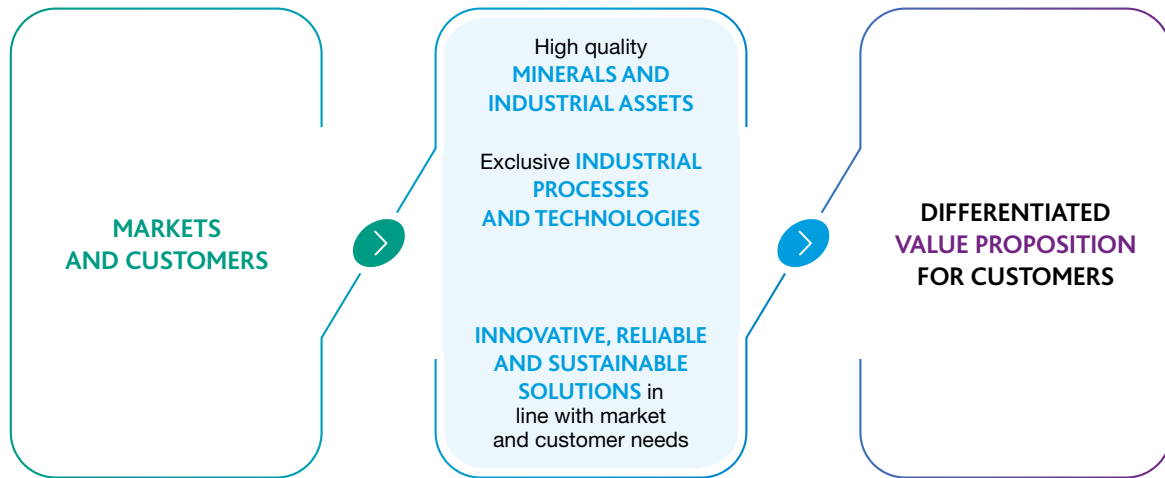 MARKETS
AND CUSTOMERS
High quality
MINERALS AND
INDUSTRIAL ASSETS
Exclusive INDUSTRIAL
PROCESSES
AND TECHNOLOGIES
INNOVATIVE, RELIABLE
AND SUSTAINABLE
SOLUTIONS in
line with market
and customer needs
DIFFERENTIATED
VALUE PROPOSITION
FOR CUSTOMERS